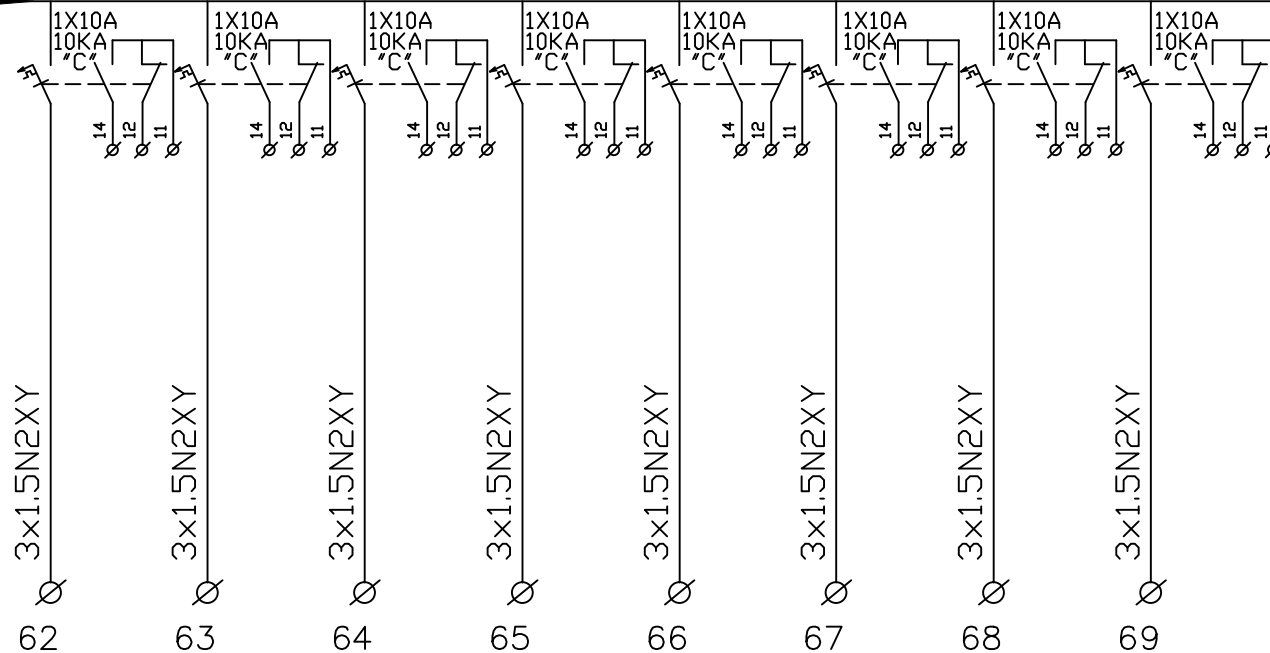 1X10A 1X10A 1X10A 1X10A 1X10A 1X10A 1X10A 1X10A
10KA 10KA 10KA 10KA 10KA 10KA 10KA 10KA
"C" "C" "C" "C" "C" "C" "C" "C"
14 12 11 14 12 11 14 12 11 14 12 11 14 12 11 14 12 11 14 12 11 14 12 11
3x1.5N2XY 3x1.5N2XY 3x1.5N2XY 3x1.5N2XY 3x1.5N2XY 3x1.5N2XY 3x1.5N2XY 3x1.5N2XY
62 63 64 65 66 67 68 69